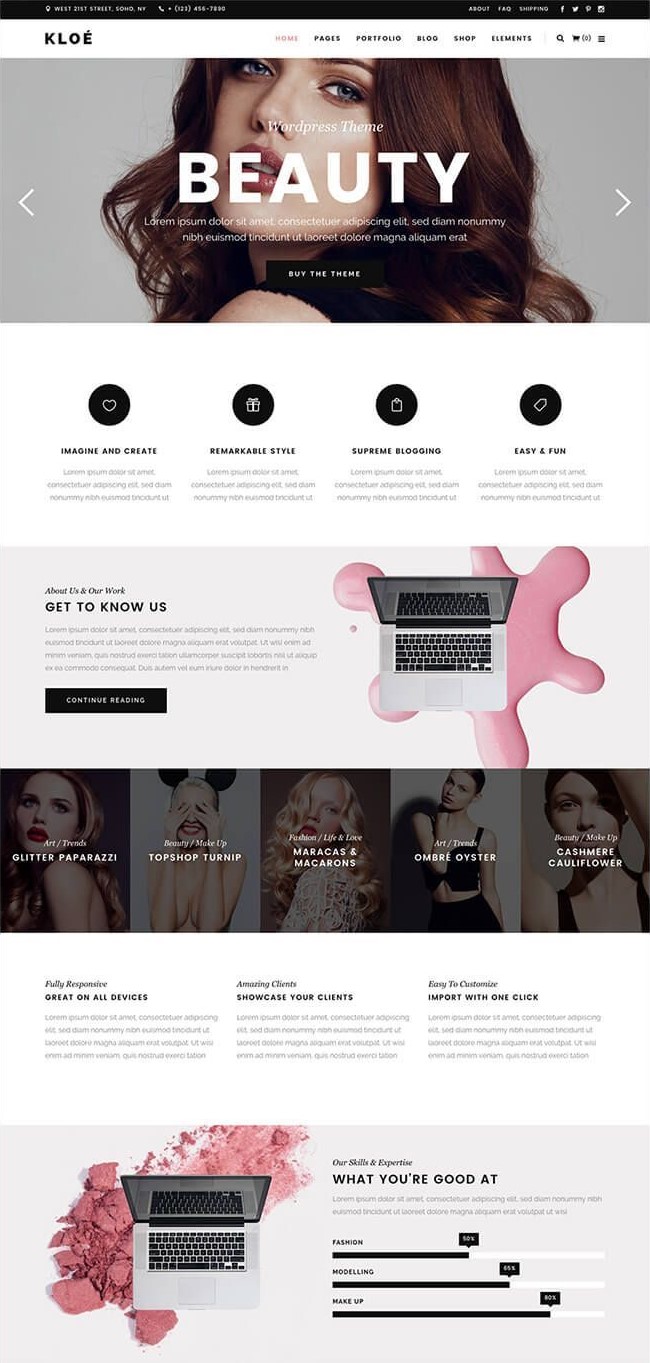 WEST 21ST STREET, SOHO, NY + (123) 456-7890 ABOUT FAQ SHIPPING
KLOÉ HOME PAGES PORTFOLIO BLOG SHOP ELEMENTS (0)
Wordpress Theme
BEAUTY
Lorem ipsum dolor sit amet, consectetuer adipiscing elit, sed diam nonummy
nibh euismod tincidunt ut laoreet dolore magna aliquam erat
BUY THE THEME
IMAGINE AND CREATE
Lorem ipsum dolor sit amet,
consectetuer adipiscing elit, sed diam
nonummy nibh euismod tincidunt ut
REMARKABLE STYLE
Lorem ipsum dolor sit amet,
consectetuer adipiscing elit, sed diam
nonummy nibh euismod tincidunt ut
SUPREME BLOGGING
Lorem ipsum dolor sit amet,
consectetuer adipiscing elit, sed diam
nonummy nibh euismod tincidunt ut
EASY & FUN
Lorem ipsum dolor sit amet,
consectetuer adipiscing elit, sed diam
nonummy nibh euismod tincidunt ut
About Us & Our Work
GET TO KNOW US
Lorem ipsum dolor sit amet, consectetuer adipiscing elit, sed diam nonummy nibh
euismod tincidunt ut laoreet dolore magna aliquam erat volutpat. Ut wisi enim ad
minim veniam, quis nostrud exerci tation ullamcorper suscipit lobortis nisl ut aliquip
ex ea commodo consequat. Duis autem vel eum iriure dolor in hendrerit in
CONTINUE READING
Art / Trends
GLITTER PAPARAZZI
Beauty / Make Up
TOPSHOP TURNIP
Fashion / Life & Love
MARACAS &
MACARONS
Art / Trends
OMBRÉ OYSTER
Beauty / Make Up
CASHMERE
CAULIFLOWER
Fully Responsive
GREAT ON ALL DEVICES
Lorem ipsum dolor sit amet, consectetuer adipiscing
elit, sed diam nonummy nibh euismod tincidunt ut
laoreet dolore magna aliquam erat volutpat. Ut wisi
enim ad minim veniam, quis nostrud exerci tation
Amazing Clients
SHOWCASE YOUR CLIENTS
Lorem ipsum dolor sit amet, consectetuer adipiscing
elit, sed diam nonummy nibh euismod tincidunt ut
laoreet dolore magna aliquam erat volutpat. Ut wisi
enim ad minim veniam, quis nostrud exerci tation
Easy To Customize
IMPORT WITH ONE CLICK
Lorem ipsum dolor sit amet, consectetuer adipiscing
elit, sed diam nonummy nibh euismod tincidunt ut
laoreet dolore magna aliquam erat volutpat. Ut wisi
enim ad minim veniam, quis nostrud exerci tation
Our Skills & Expertise
WHAT YOU'RE GOOD AT
Lorem ipsum dolor sit amet, consectetuer adipiscing elit, sed diam nonummy nibh
euismod tincidunt ut laoreet dolore magna aliquam erat volutpat. Ut wisi
FASHION 50%
MODELLING 65%
MAKE UP 80%